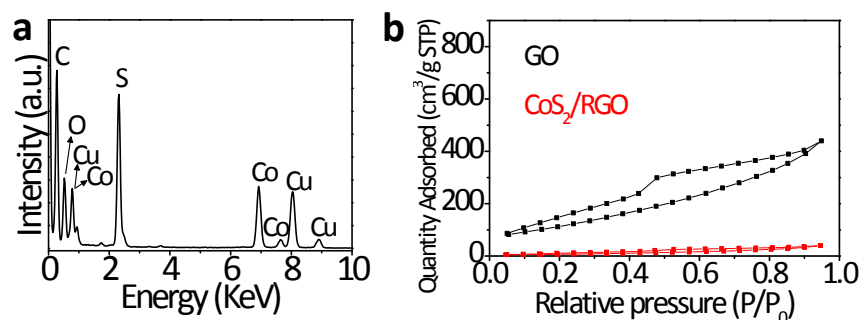 a
Intensity (a.u.)
C
O
Cu
Co
S
Co
Co
Cu
Cu
0 2 4 6 8 10
Energy (KeV)
b
Quantity Adsorbed (cm³/g STP)
800
600
400
200
0
GO
CoS₂/RGO
0.0 0.2 0.4 0.6 0.8 1.0
Relative pressure (P/P₀)